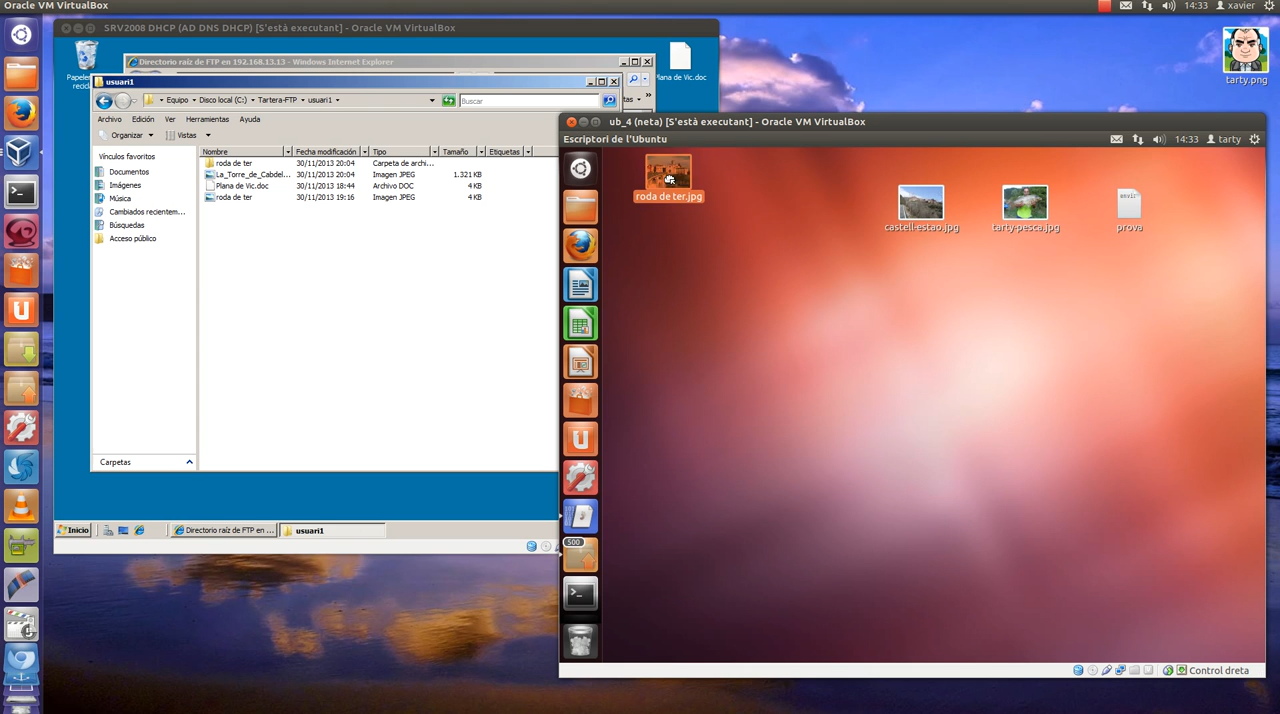 Oracle VM VirtualBox
14:33
xavier
SRV2008 DHCP (AD DNS DHCP) [S'està executant] - Oracle VM VirtualBox
Plana de Vic.doc
tarty.png
Directorio raíz de FTP en 192.168.13.13 - Windows Internet Explorer
usuari1
Equipo
Disco local (C:)
Tartera-FTP
usuari1
Buscar
Archivo
Edición
Ver
Herramientas
Ayuda
Organizar
Vistas
Vínculos favoritos
Documentos
Imágenes
Música
Cambiados recientem...
Búsquedas
Acceso público
Carpetas
Nombre Fecha modificación Tipo Tamaño Etiquetas
roda de ter 30/11/2013 20:04 Carpeta de archi...
La_Torre_de_Cabdel... 30/11/2013 20:04 Imagen JPEG 1.321 KB
Plana de Vic.doc 30/11/2013 18:44 Archivo DOC 4 KB
roda de ter 30/11/2013 19:16 Imagen JPEG 4 KB
Inicio
Directorio raíz de FTP en ...
usuari1
ub_4 (neta) [S'està executant] - Oracle VM VirtualBox
Escriptori de l'Ubuntu
14:33
tarty
roda de ter.jpg
castell-estao.jpg
tarty-pesca.jpg
prova
500
Control dreta